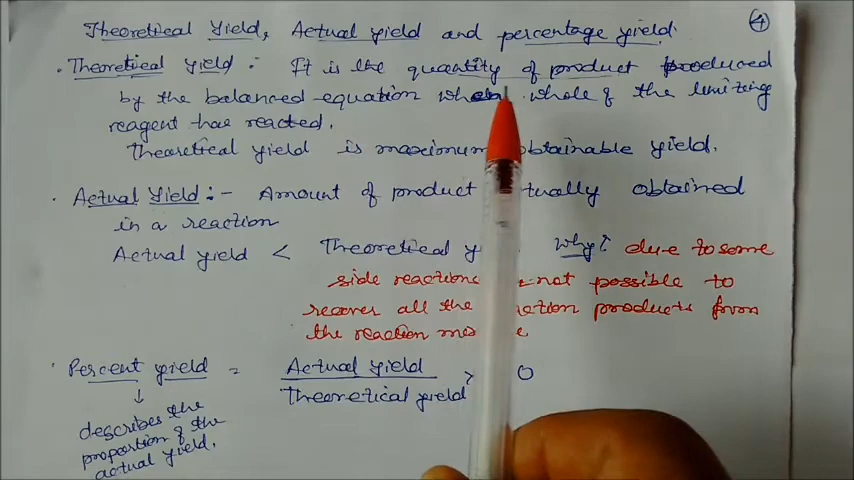 Theoretical Yield, Actual yield and percentage yield. 4
Theoretical Yield : It is the quantity of product produced
by the balanced equation when whole of the limiting
reagent has reacted.
Theoretical yield is maximum obtainable yield.
Actual Yield :- Amount of product actually obtained
in a reaction
Actual yield < Theoretical Why? due to some
side reactions not possible to
recover all the products from
the reaction
Percent yield = Actual Yield
Theoretical yield ×
↓
describes the
proportion of the
actual yield.